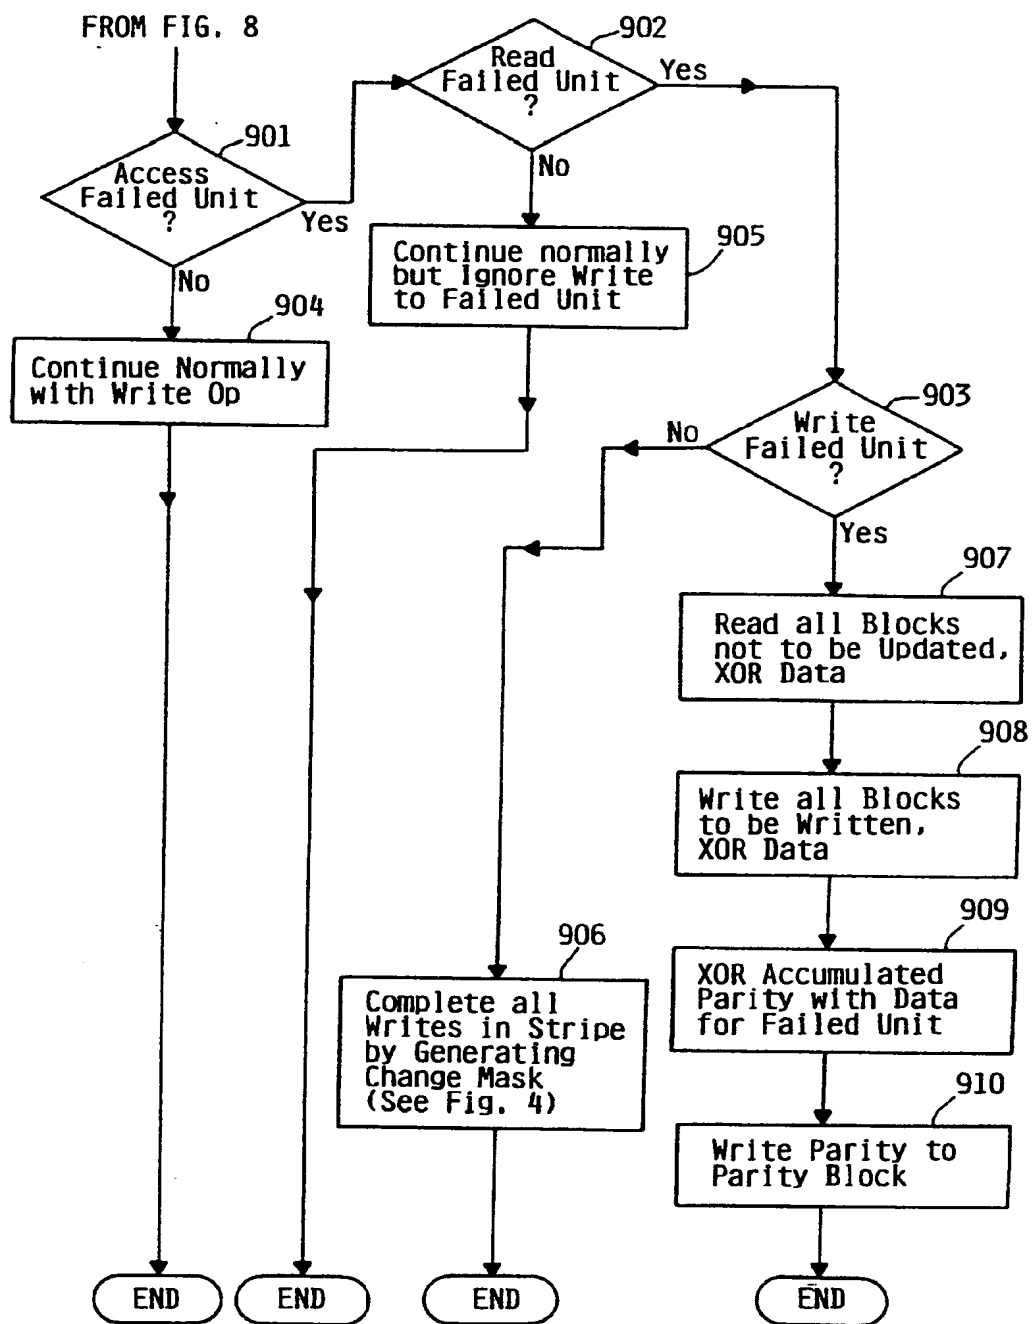 FROM FIG. 8
902
Read
Failed Unit
?
Yes
No
901
Access
Failed Unit
?
Yes
No
905
Continue normally
but Ignore Write
to Failed Unit
904
Continue Normally
with Write Op
903
Write
Failed Unit
?
No
Yes
907
Read all Blocks
not to be Updated,
XOR Data
908
Write all Blocks
to be Written,
XOR Data
909
XOR Accumulated
Parity with Data
for Failed Unit
906
Complete all
Writes in Stripe
by Generating
Change Mask
(See Fig. 4)
910
Write Parity to
Parity Block
END
END
END
END